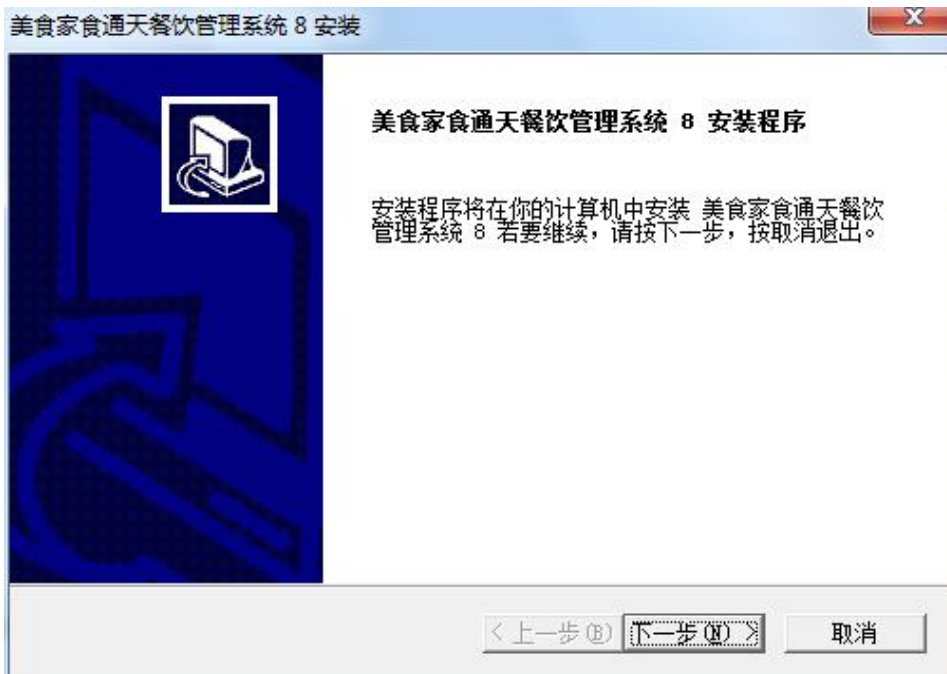 美食家食通天餐饮管理系统 8 安装
美食家食通天餐饮管理系统 8 安装程序
安装程序将在你的计算机中安装 美食家食通天餐饮
管理系统 8 若要继续，请按下一步，按取消退出。
< 上一步(B) 下一步(N) > 取消